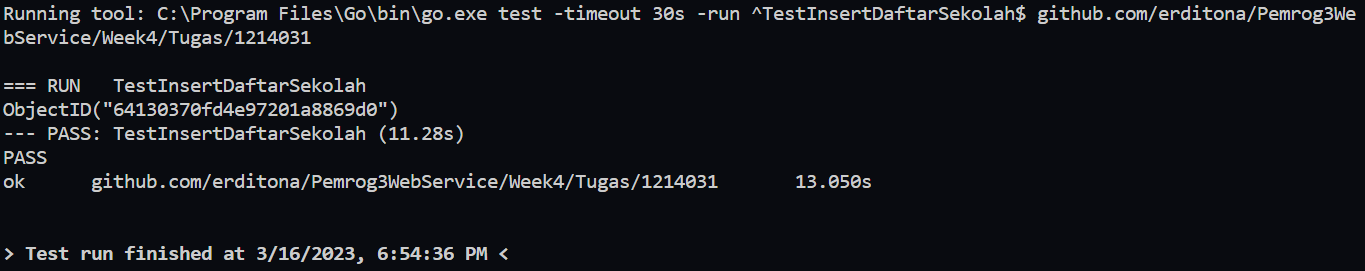 Running tool: C:\Program Files\Go\bin\go.exe test -timeout 30s -run ^TestInsertDaftarSekolah$ github.com/erditona/Pemrog3We
bService/Week4/Tugas/1214031
=== RUN   TestInsertDaftarSekolah
ObjectID("64130370fd4e97201a8869d0")
--- PASS: TestInsertDaftarSekolah (11.28s)
PASS
ok      github.com/erditona/Pemrog3WebService/Week4/Tugas/1214031       13.050s
> Test run finished at 3/16/2023, 6:54:36 PM <